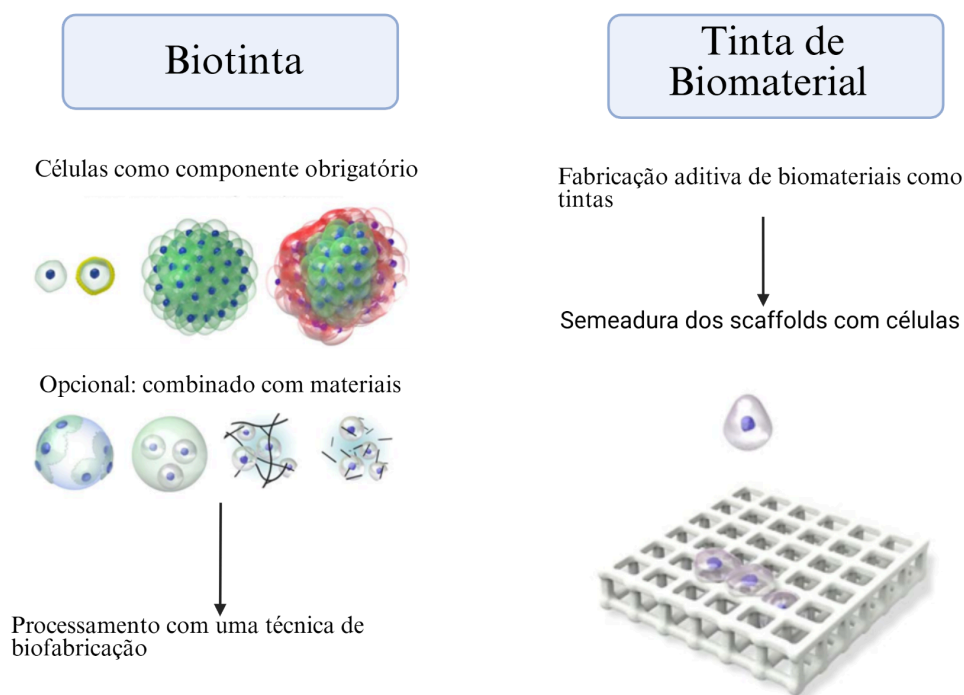 Biotinta
Células como componente obrigatório
Opcional: combinado com materiais
Processamento com uma técnica de
biofabricação
Tinta de
Biomaterial
Fabricação aditiva de biomateriais como
tintas
Semeadura dos scaffolds com células